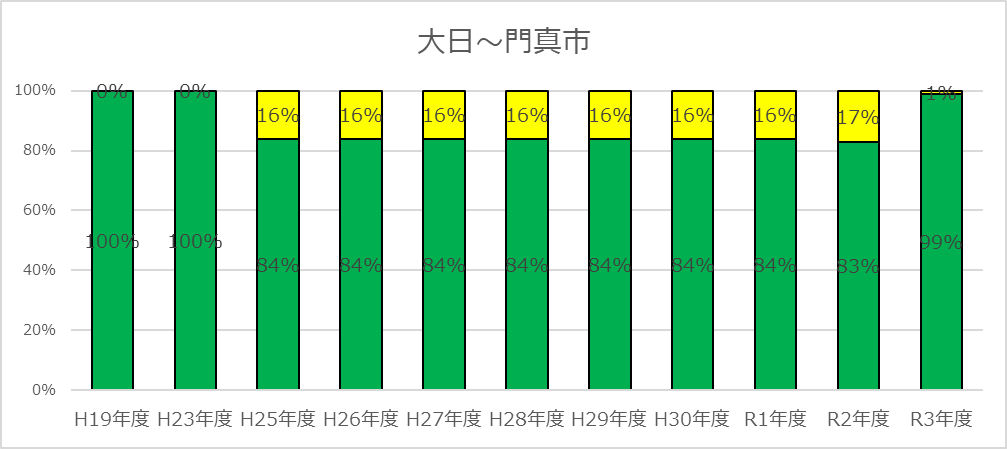 大日～門真市
100%
80%
60%
40%
20%
0%
0% 0% 16% 16% 16% 16% 16% 16% 16% 17% 1%
100% 100% 84% 84% 84% 84% 84% 84% 84% 83% 99%
H19年度 H23年度 H25年度 H26年度 H27年度 H28年度 H29年度 H30年度 R1年度 R2年度 R3年度